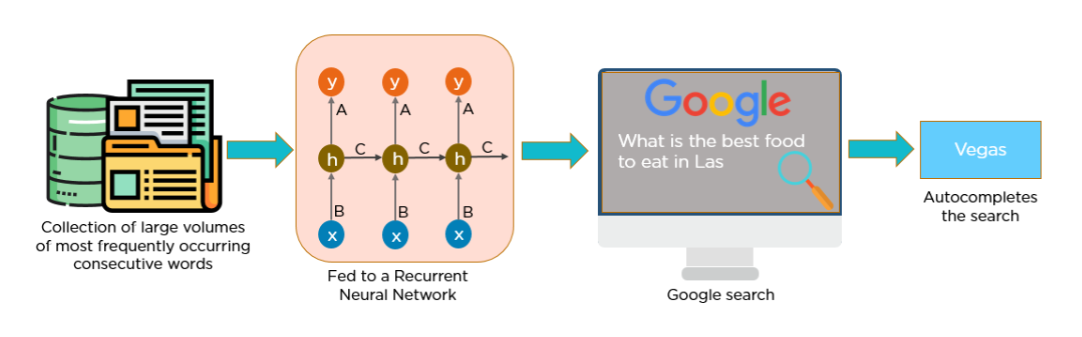 Collection of large volumes
of most frequently occurring
consecutive words
y y y
A A A
h C h C h C
B B B
x x x
Fed to a Recurrent
Neural Network
Google
What is the best food
to eat in Las
Google search
Vegas
Autocompletes
the search